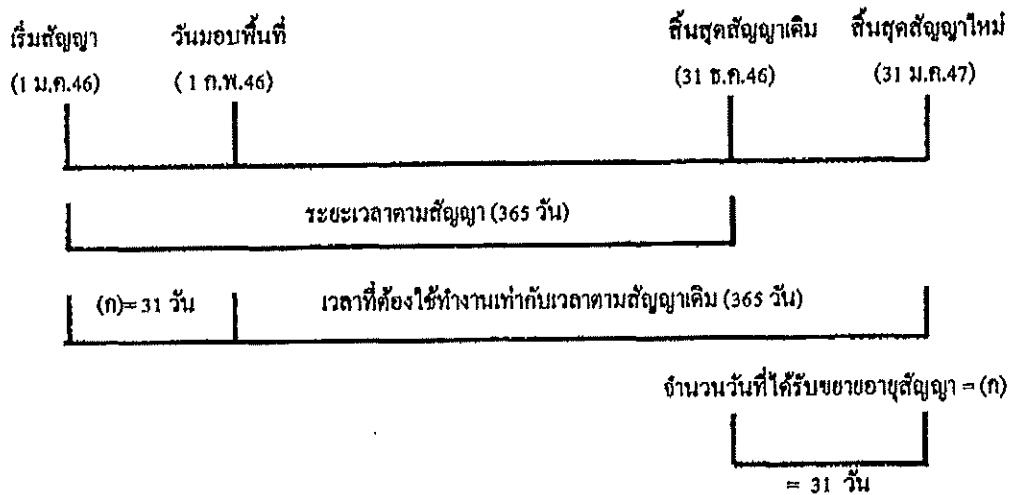 เริ่มสัญญา วันมอบพื้นที่ สิ้นสุดสัญญาเดิม สิ้นสุดสัญญาใหม่
(1 ม.ค.46) (1 ก.พ.46) (31 ธ.ค.46) (31 ม.ค.47)
ระยะเวลาตามสัญญา (365 วัน)
(ก)= 31 วัน เวลาที่ต้องใช้ทำงานเท่ากับเวลาตามสัญญาเดิม (365 วัน)
จำนวนวันที่ได้รับขยายอายุสัญญา = (ก)
= 31 วัน